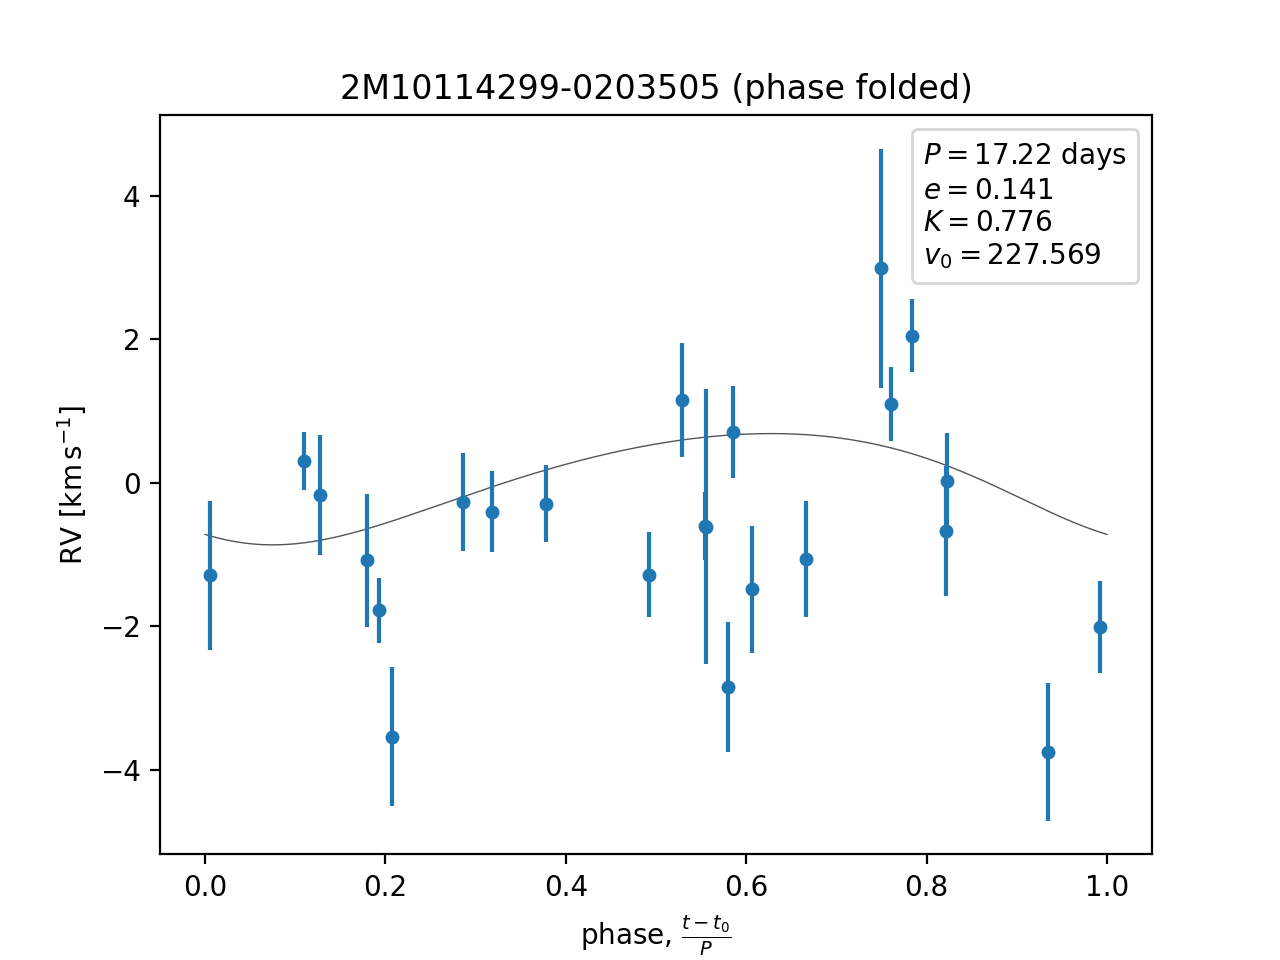 2M10114299-0203505 (phase folded)
P = 17.22 days
e = 0.141
K = 0.776
v₀ = 227.569
RV [km s⁻¹]
4
2
0
−2
−4
0.0 0.2 0.4 0.6 0.8 1.0
phase, (t − t₀)/P